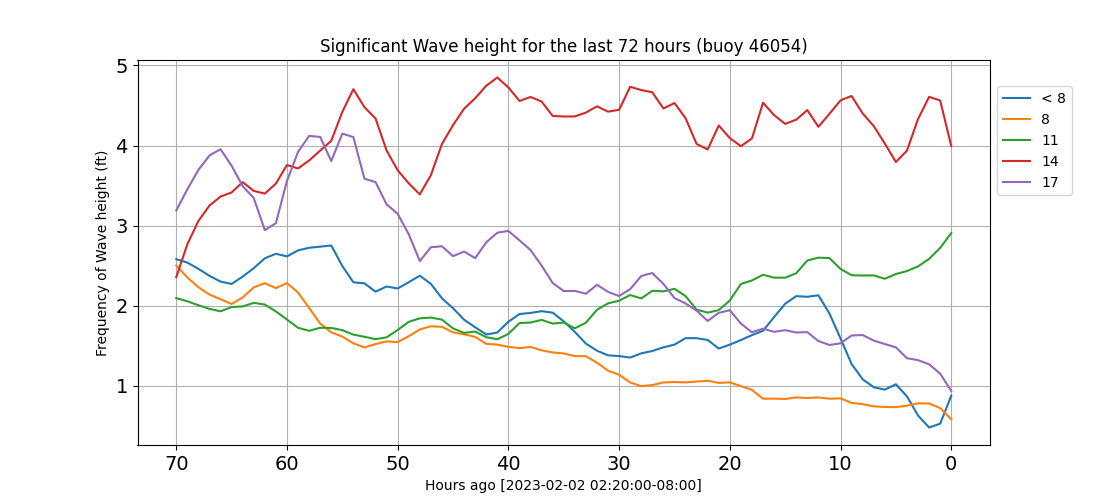 Significant Wave height for the last 72 hours (buoy 46054)
Frequency of Wave height (ft)
5
4
3
2
1
70 60 50 40 30 20 10 0
Hours ago [2023-02-02 02:20:00-08:00]
< 8
8
11
14
17